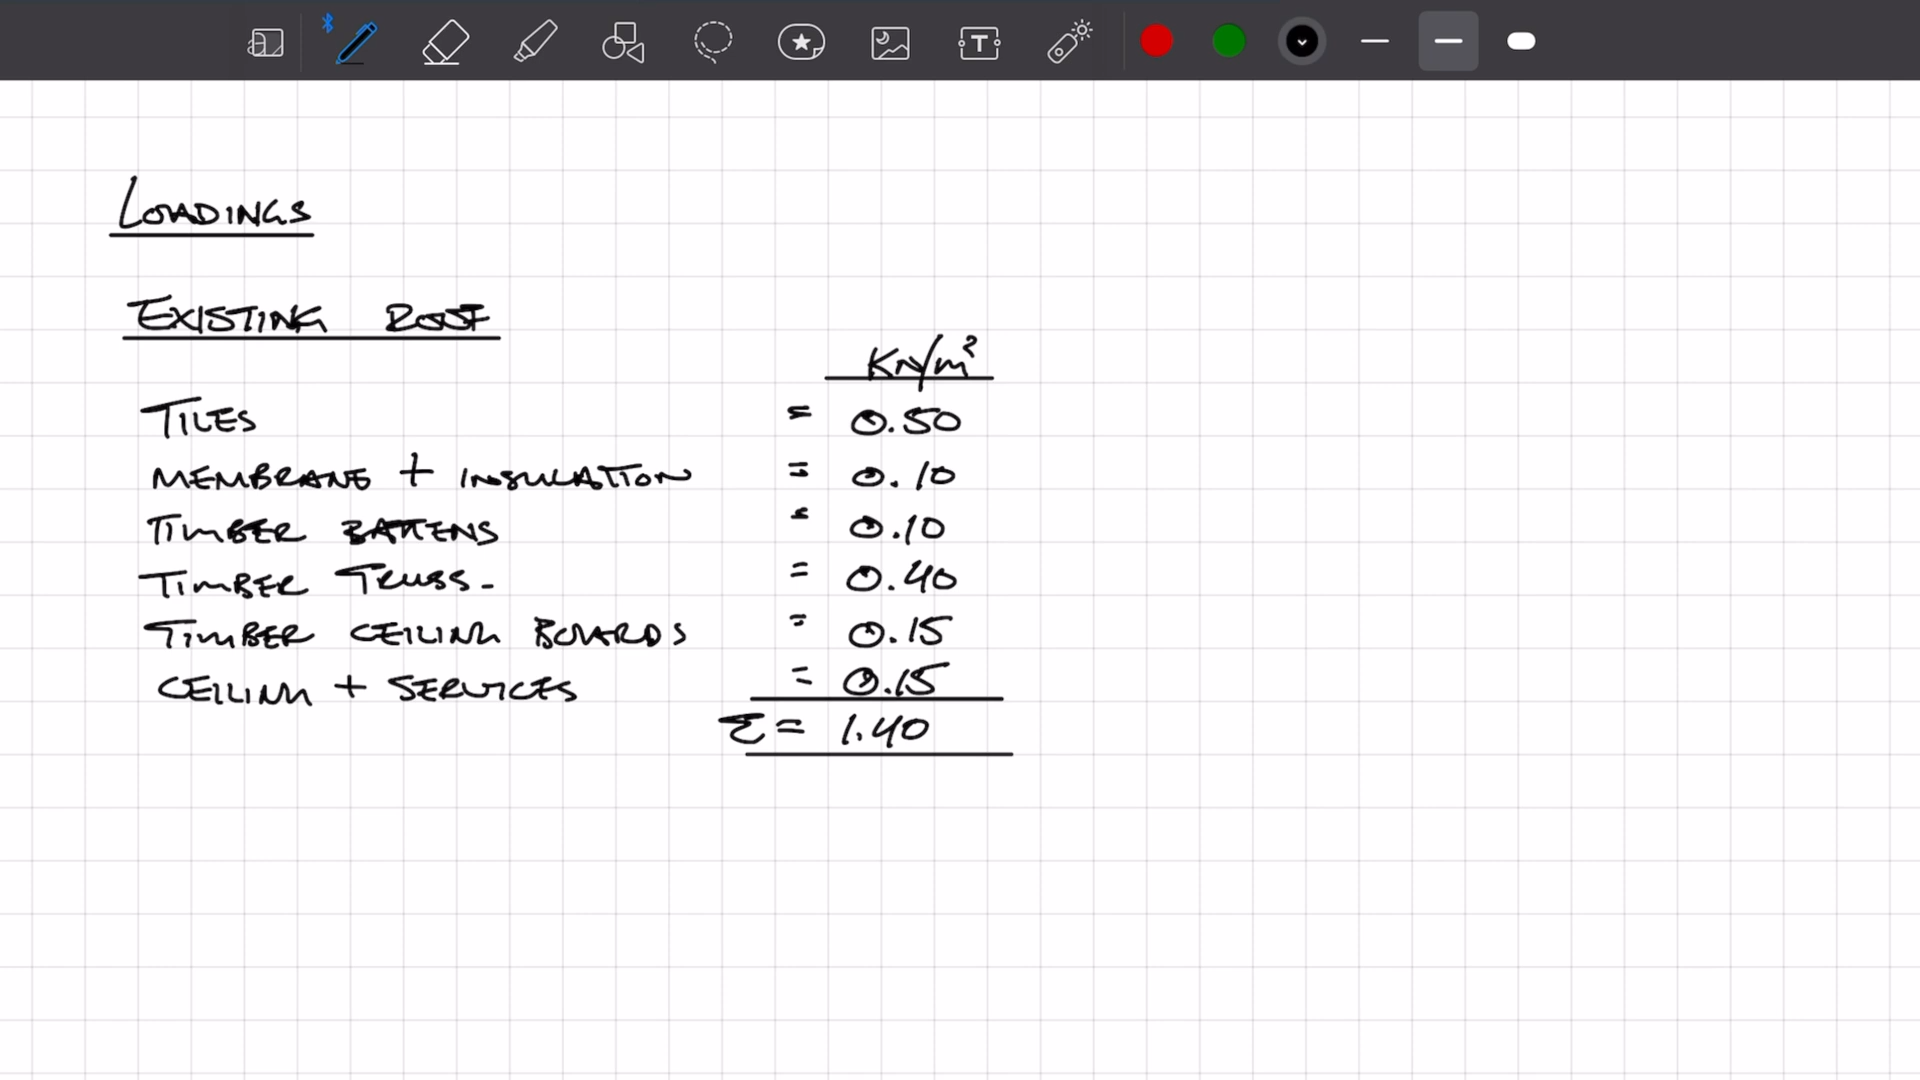 LOADINGS
EXISTING ROOF
KN/m²
TILES = 0.50
MEMBRANE + INSULATION = 0.10
TIMBER BATTENS = 0.10
TIMBER TRUSS. = 0.40
TIMBER CEILING BOARDS = 0.15
CEILING + SERVICES = 0.15
Σ = 1.40